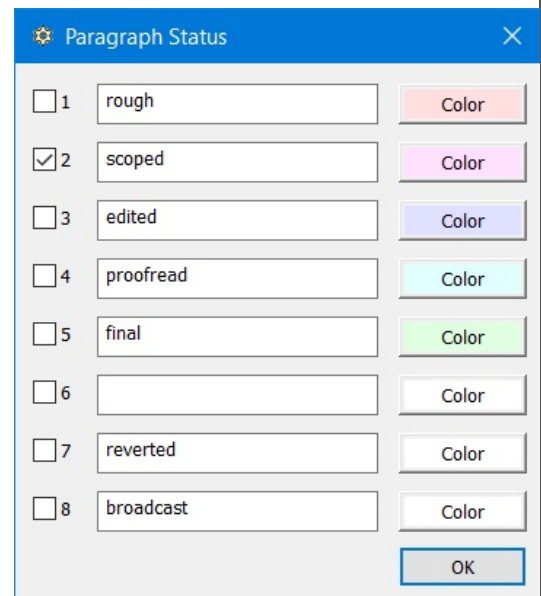 Paragraph Status
1 rough Color
2 scoped Color
3 edited Color
4 proofread Color
5 final Color
6 Color
7 reverted Color
8 broadcast Color
OK